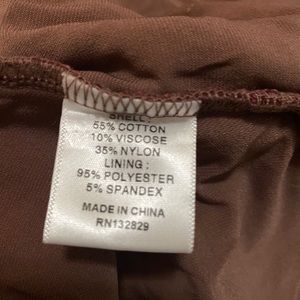 SHELL:
55% COTTON
10% VISCOSE
35% NYLON
LINING :
95% POLYESTER
5% SPANDEX
MADE IN CHINA
RN132829